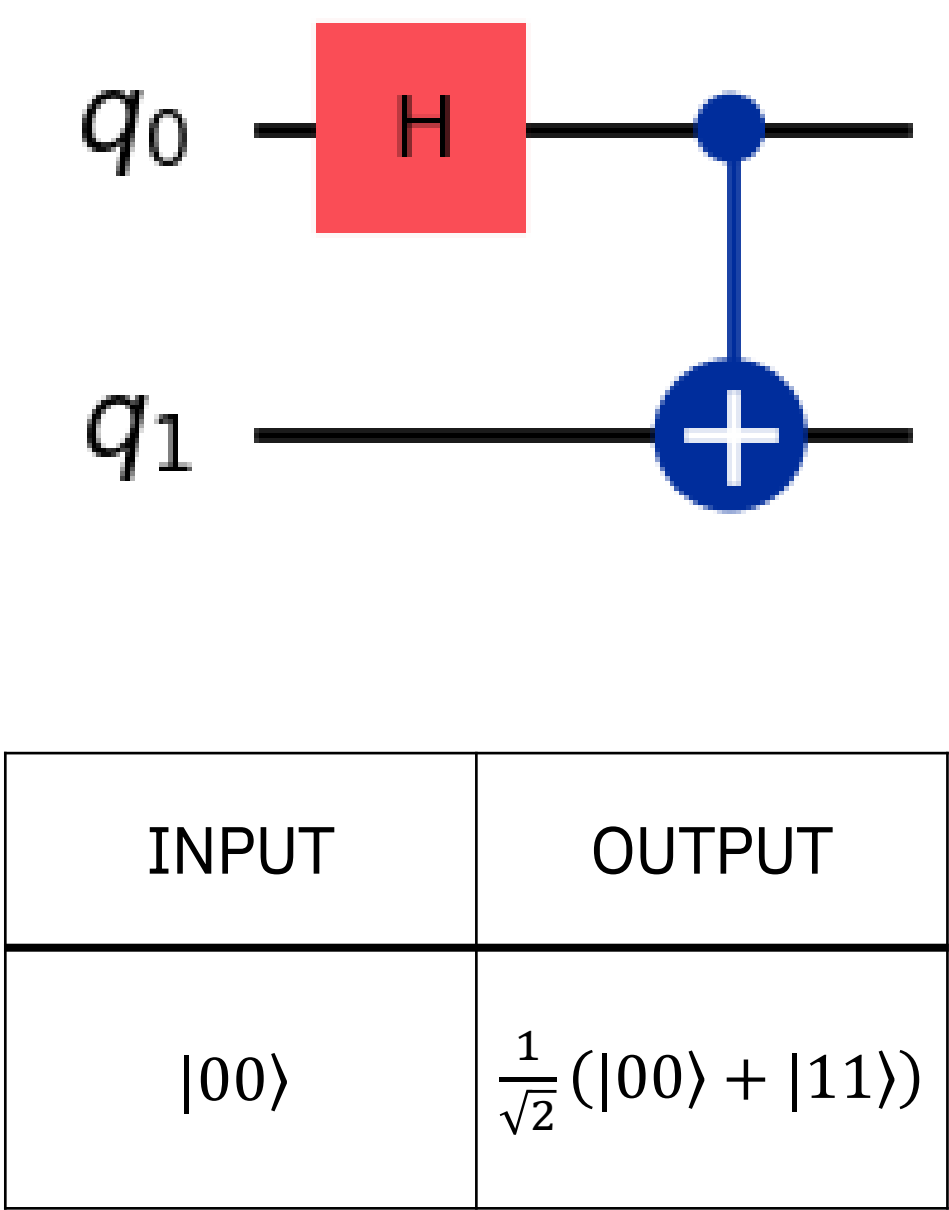 q₀ H
q₁
INPUT OUTPUT
|00⟩ 1/√2 (|00⟩ + |11⟩)